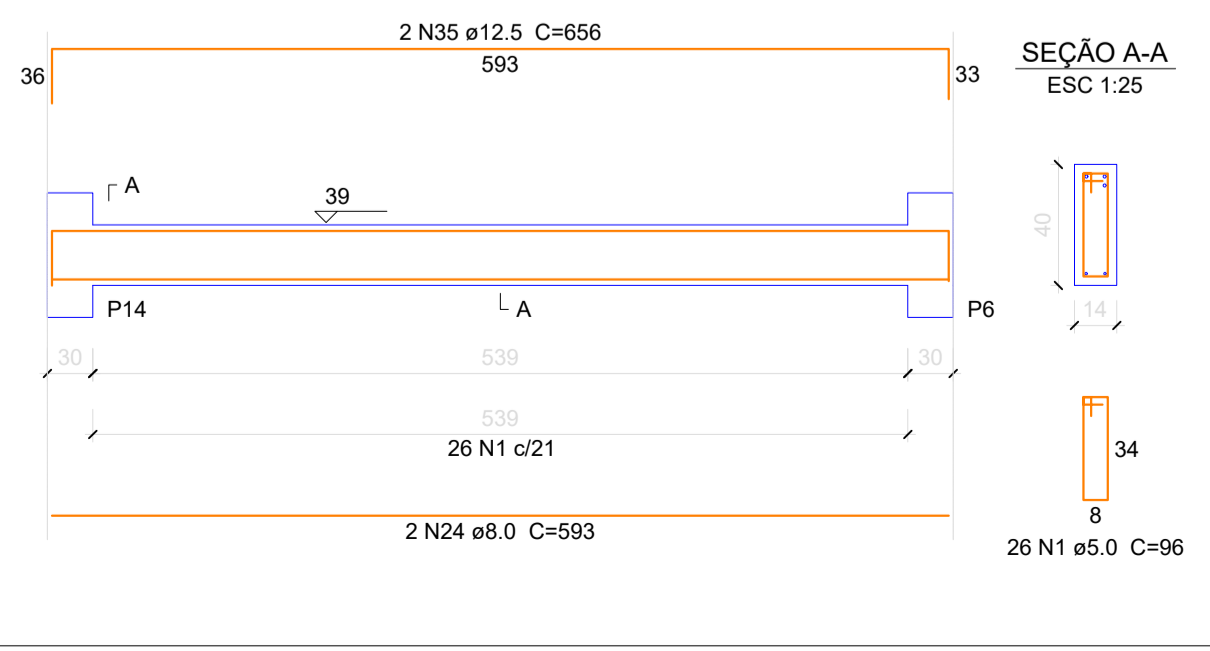 2 N35 ø12.5 C=656
593
36
33
SEÇÃO A-A
ESC 1:25
A
39
40
A
P14
P6
14
30
539
30
539
26 N1 c/21
34
8
2 N24 ø8.0 C=593
26 N1 ø5.0 C=96